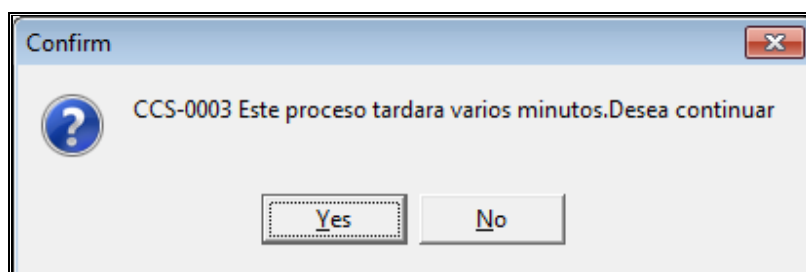 Confirm
CCS-0003 Este proceso tardara varios minutos.Desea continuar
Yes No